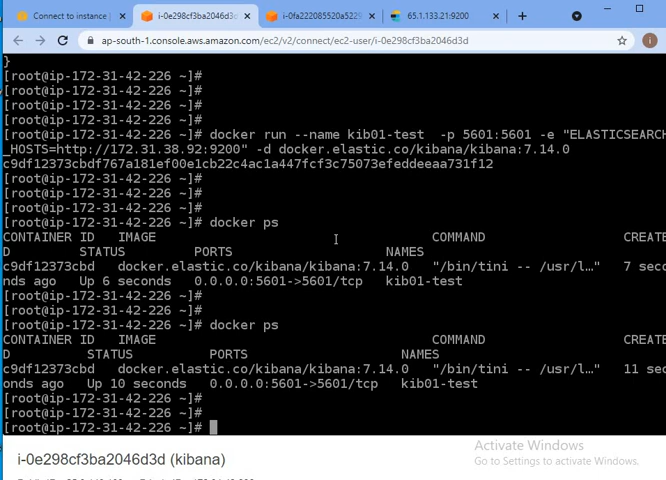 Connect to instance |
i-0e298cf3ba2046d3d
i-0fa222085520a5229
65.1.133.21:9200
ap-south-1.console.aws.amazon.com/ec2/v2/connect/ec2-user/i-0e298cf3ba2046d3d
i
}
[root@ip-172-31-42-226 ~]#
[root@ip-172-31-42-226 ~]#
[root@ip-172-31-42-226 ~]#
[root@ip-172-31-42-226 ~]#
[root@ip-172-31-42-226 ~]# docker run --name kib01-test  -p 5601:5601 -e "ELASTICSEARCH
_HOSTS=http://172.31.38.92:9200" -d docker.elastic.co/kibana/kibana:7.14.0
c9df12373cbdf767a181ef00e1cb22c4ac1a447fcf3c75073efeddeeaa731f12
[root@ip-172-31-42-226 ~]#
[root@ip-172-31-42-226 ~]#
[root@ip-172-31-42-226 ~]#
[root@ip-172-31-42-226 ~]# docker ps
CONTAINER ID   IMAGE   COMMAND   CREATE
D   STATUS   PORTS   NAMES
c9df12373cbd   docker.elastic.co/kibana/kibana:7.14.0   "/bin/tini -- /usr/l…"   7 seco
nds ago   Up 6 seconds   0.0.0.0:5601->5601/tcp   kib01-test
[root@ip-172-31-42-226 ~]#
[root@ip-172-31-42-226 ~]# docker ps
CONTAINER ID   IMAGE   COMMAND   CREATE
D   STATUS   PORTS   NAMES
c9df12373cbd   docker.elastic.co/kibana/kibana:7.14.0   "/bin/tini -- /usr/l…"   11 sec
onds ago   Up 10 seconds   0.0.0.0:5601->5601/tcp   kib01-test
[root@ip-172-31-42-226 ~]#
[root@ip-172-31-42-226 ~]#
[root@ip-172-31-42-226 ~]#
i-0e298cf3ba2046d3d (kibana)
Activate Windows
Go to Settings to activate Windows.